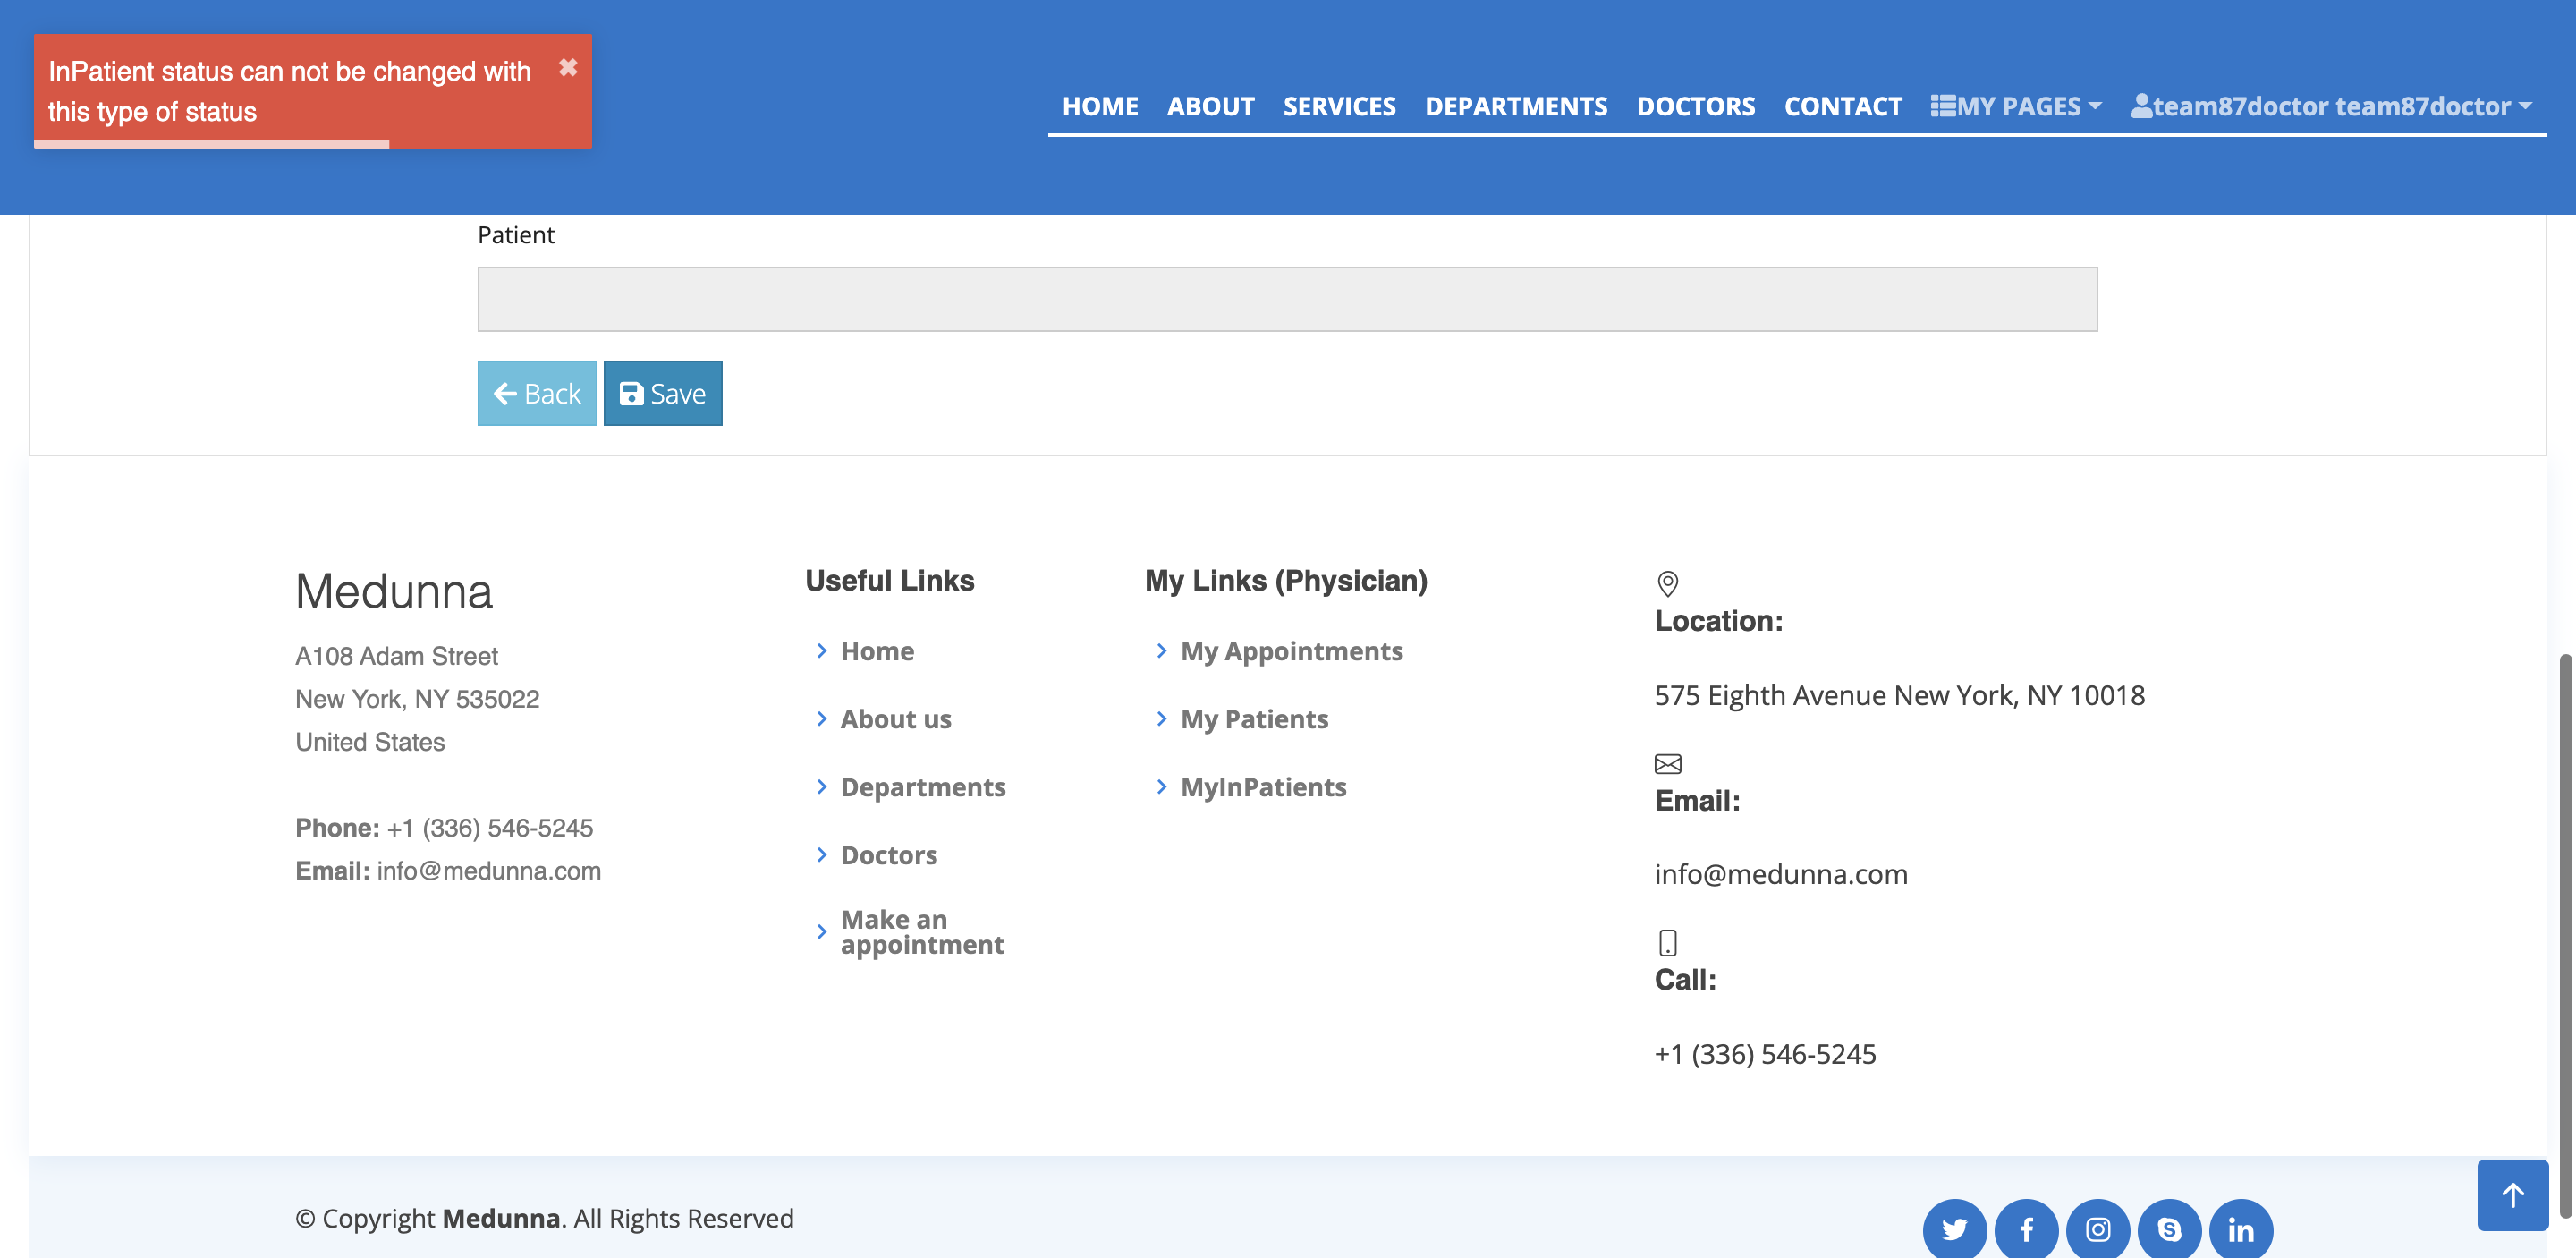 InPatient status can not be changed with
this type of status
HOME ABOUT SERVICES DEPARTMENTS DOCTORS CONTACT MY PAGES team87doctor team87doctor
Patient
Back Save
Medunna
A108 Adam Street
New York, NY 535022
United States
Phone: +1 (336) 546-5245
Email: info@medunna.com
Useful Links
Home
About us
Departments
Doctors
Make an
appointment
My Links (Physician)
My Appointments
My Patients
MyInPatients
Location:
575 Eighth Avenue New York, NY 10018
Email:
info@medunna.com
Call:
+1 (336) 546-5245
© Copyright Medunna. All Rights Reserved